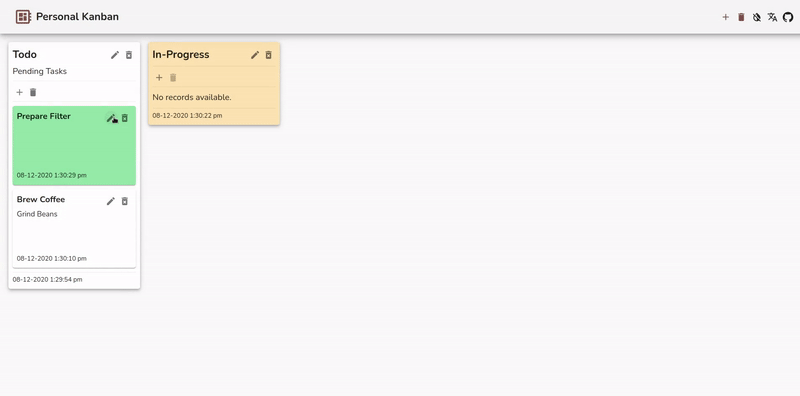 Personal Kanban
Todo
Pending Tasks
Prepare Filter
08-12-2020 1:30:29 pm
Brew Coffee
Grind Beans
08-12-2020 1:30:10 pm
08-12-2020 1:29:54 pm
In-Progress
No records available.
08-12-2020 1:30:22 pm